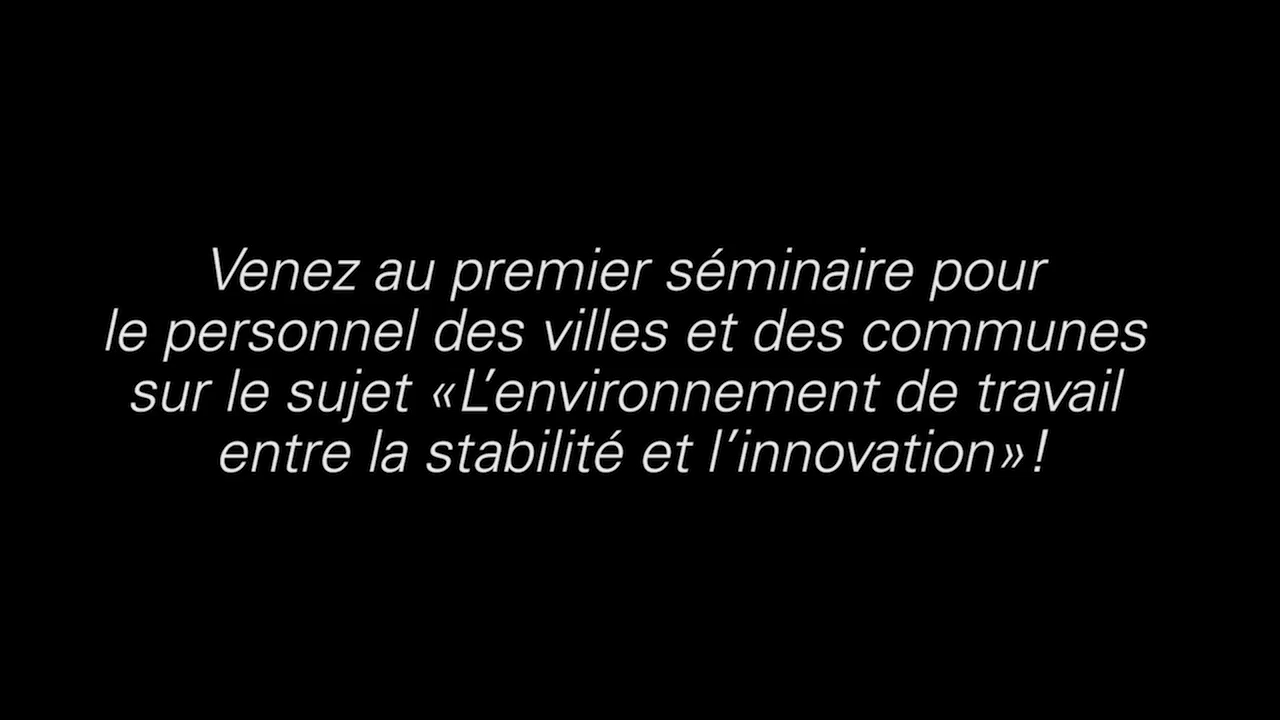 Venez au premier séminaire pour
le personnel des villes et des communes
sur le sujet «L’environnement de travail
entre la stabilité et l’innovation»!